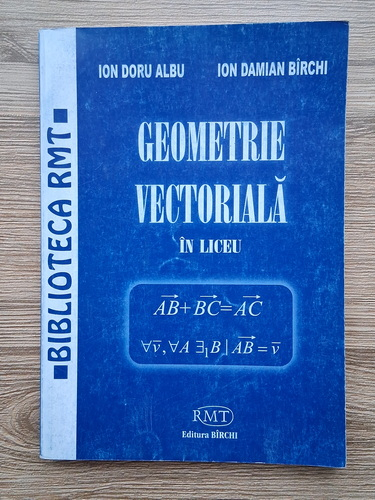 ION DORU ALBU ION DAMIAN BÎRCHI
BIBLIOTECA RMT
GEOMETRIE
VECTORIALĂ
ÎN LICEU
AB⃗+BC⃗=AC⃗
∀v̅, ∀A ∃₁B | AB⃗ = v̅
RMT
Editura BÎRCHI